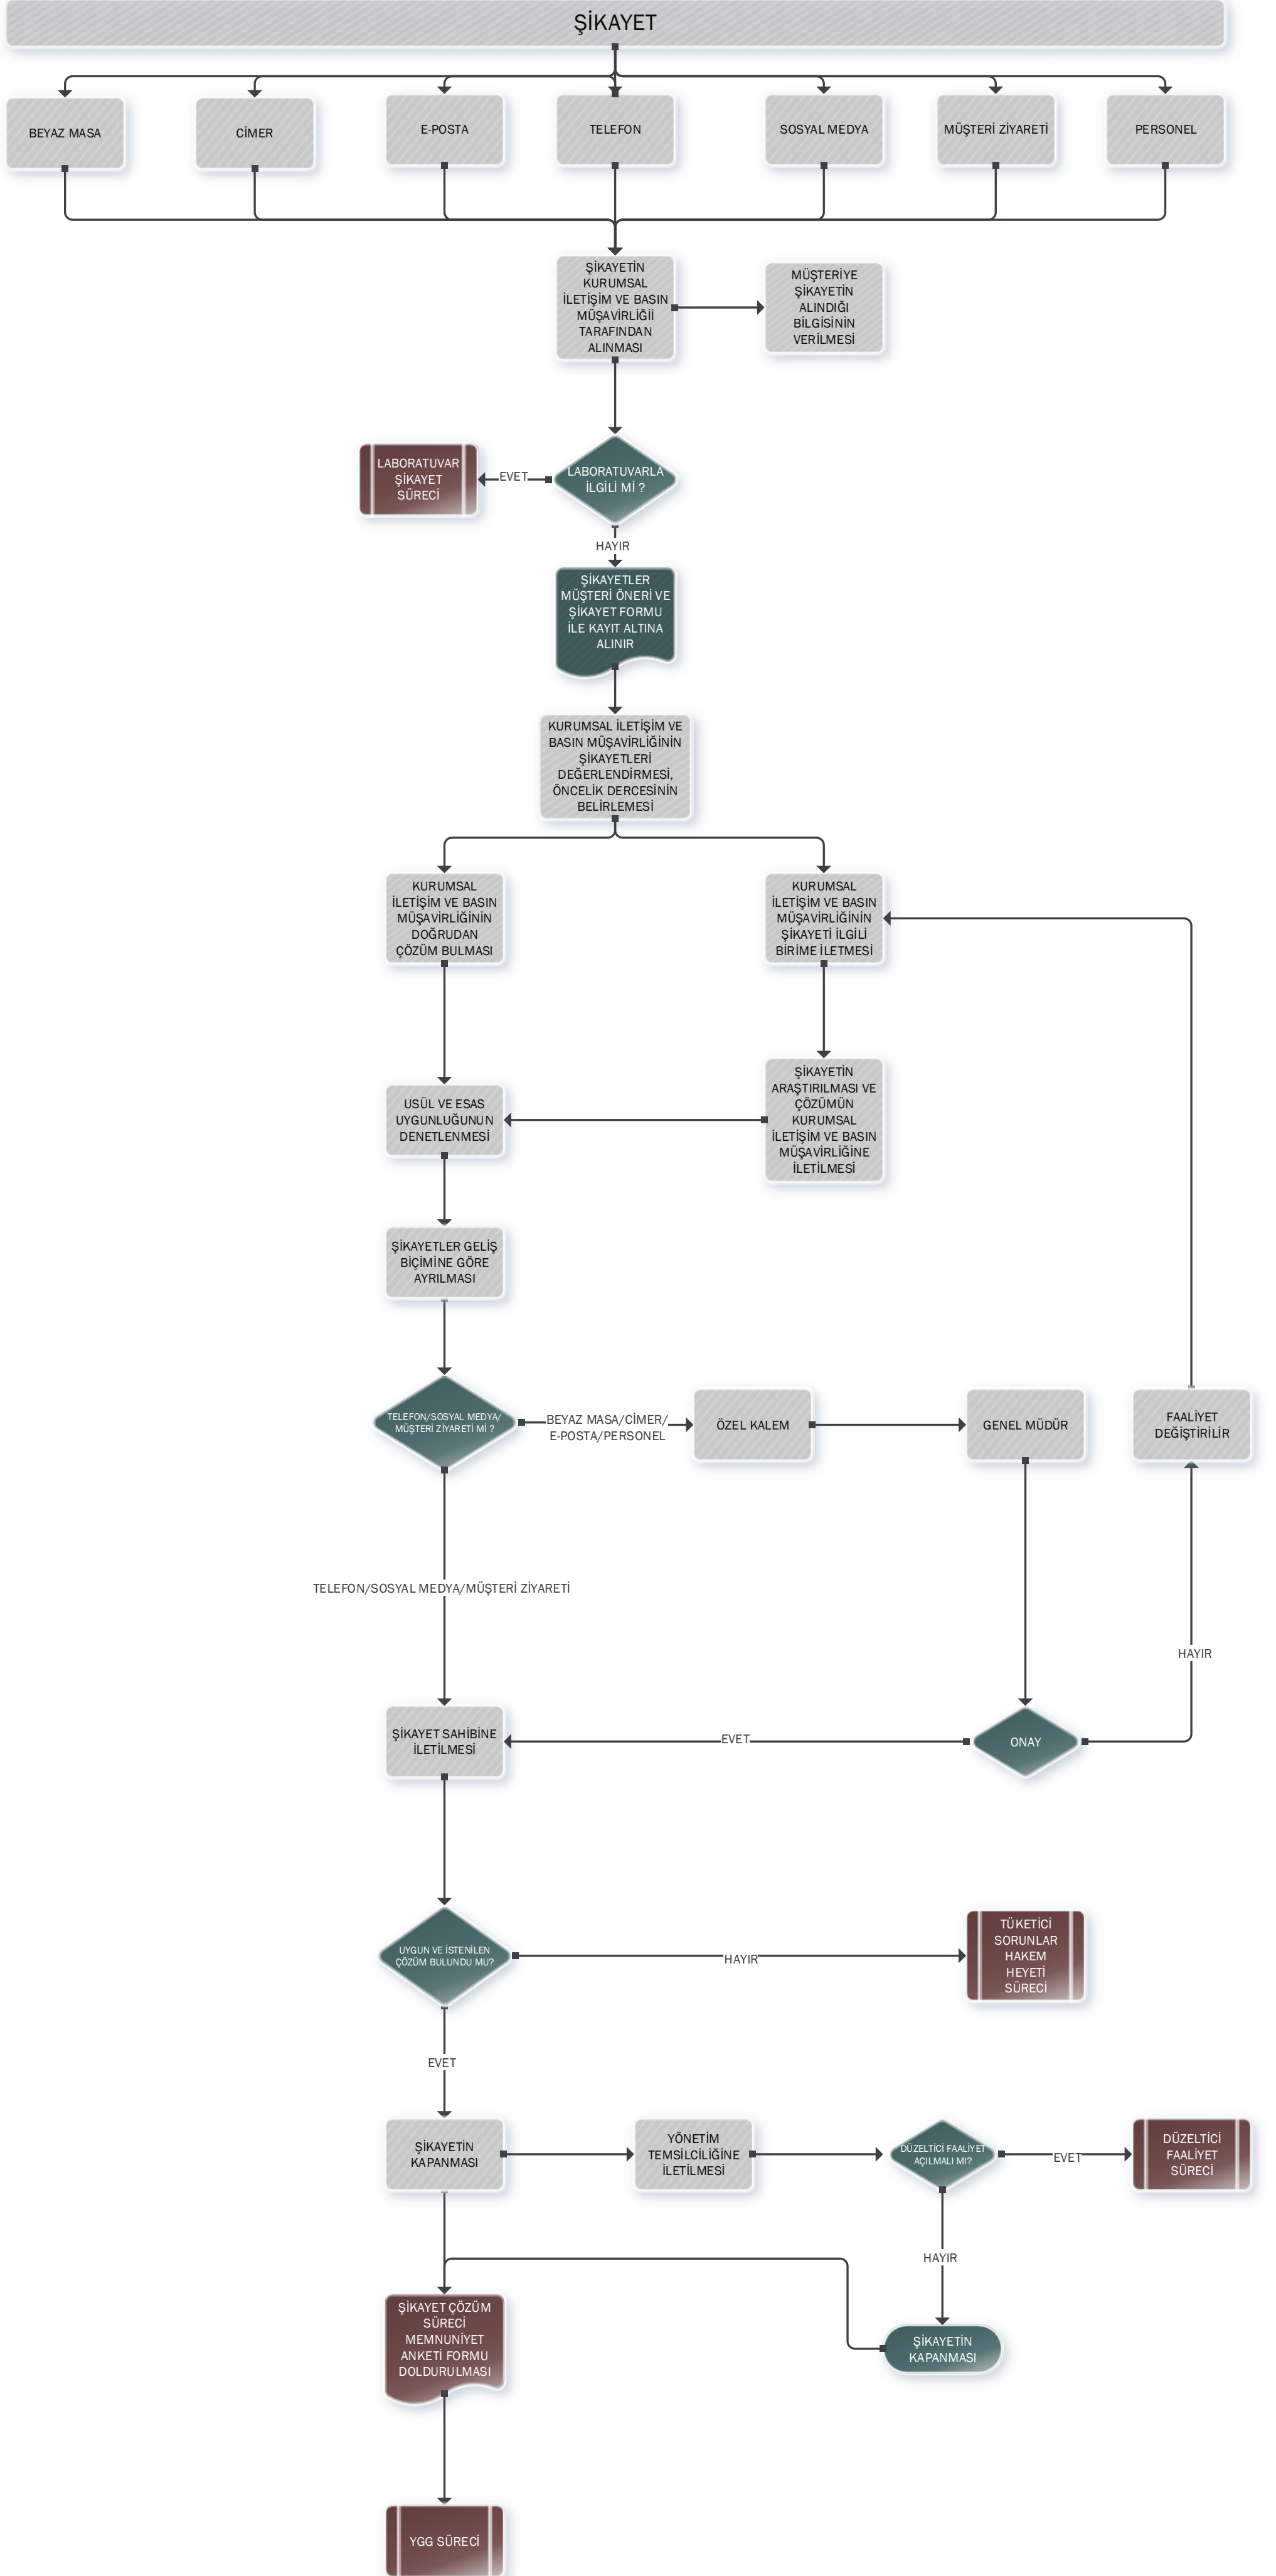 ŞİKAYET
BEYAZ MASA
CİMER
E-POSTA
TELEFON
SOSYAL MEDYA
MÜŞTERİ ZİYARETİ
PERSONEL
ŞİKAYETİN
KURUMSAL
İLETİŞİM VE BASIN
MÜŞAVİRLİĞİİ
TARAFINDAN
ALINMASI
MÜŞTERİYE
ŞİKAYETİN
ALINDIĞI
BİLGİSİNİN
VERİLMESİ
LABORATUVAR
ŞİKAYET
SÜRECİ
EVET
LABORATUVARLA
İLGİLİ Mİ ?
HAYIR
ŞİKAYETLER
MÜŞTERİ ÖNERİ VE
ŞİKAYET FORMU
İLE KAYIT ALTINA
ALINIR
KURUMSAL İLETİŞİM VE
BASIN MÜŞAVİRLİĞİNİN
ŞİKAYETLERİ
DEĞERLENDİRMESİ,
ÖNCELİK DERCESİNİN
BELİRLEMESİ
KURUMSAL
İLETİŞİM VE BASIN
MÜŞAVİRLİĞİNİN
DOĞRUDAN
ÇÖZÜM BULMASI
KURUMSAL
İLETİŞİM VE BASIN
MÜŞAVİRLİĞİNİN
ŞİKAYETİ İLGİLİ
BİRİME İLETMESİ
USÜL VE ESAS
UYGUNLUĞUNUN
DENETLENMESİ
ŞİKAYETİN
ARAŞTIRILMASI VE
ÇÖZÜMÜN
KURUMSAL
İLETİŞİM VE BASIN
MÜŞAVİRLİĞİNE
İLETİLMESİ
ŞİKAYETLER GELİŞ
BİÇİMİNE GÖRE
AYRILMASI
TELEFON/SOSYAL MEDYA/
MÜŞTERİ ZİYARETİ Mİ ?
BEYAZ MASA/CİMER/
E-POSTA/PERSONEL
ÖZEL KALEM
GENEL MÜDÜR
FAALİYET
DEĞİŞTİRİLİR
TELEFON/SOSYAL MEDYA/MÜŞTERİ ZİYARETİ
HAYIR
ŞİKAYET SAHİBİNE
İLETİLMESİ
EVET
ONAY
UYGUN VE İSTENİLEN
ÇÖZÜM BULUNDU MU?
HAYIR
TÜKETİCİ
SORUNLAR
HAKEM
HEYETİ
SÜRECİ
EVET
ŞİKAYETİN
KAPANMASI
YÖNETİM
TEMSİLCİLİĞİNE
İLETİLMESİ
DÜZELTİCİ FAALİYET
AÇILMALI MI?
EVET
DÜZELTİCİ
FAALİYET
SÜRECİ
HAYIR
ŞİKAYET ÇÖZÜM
SÜRECİ
MEMNUNİYET
ANKETİ FORMU
DOLDURULMASI
ŞİKAYETİN
KAPANMASI
YGG SÜRECİ